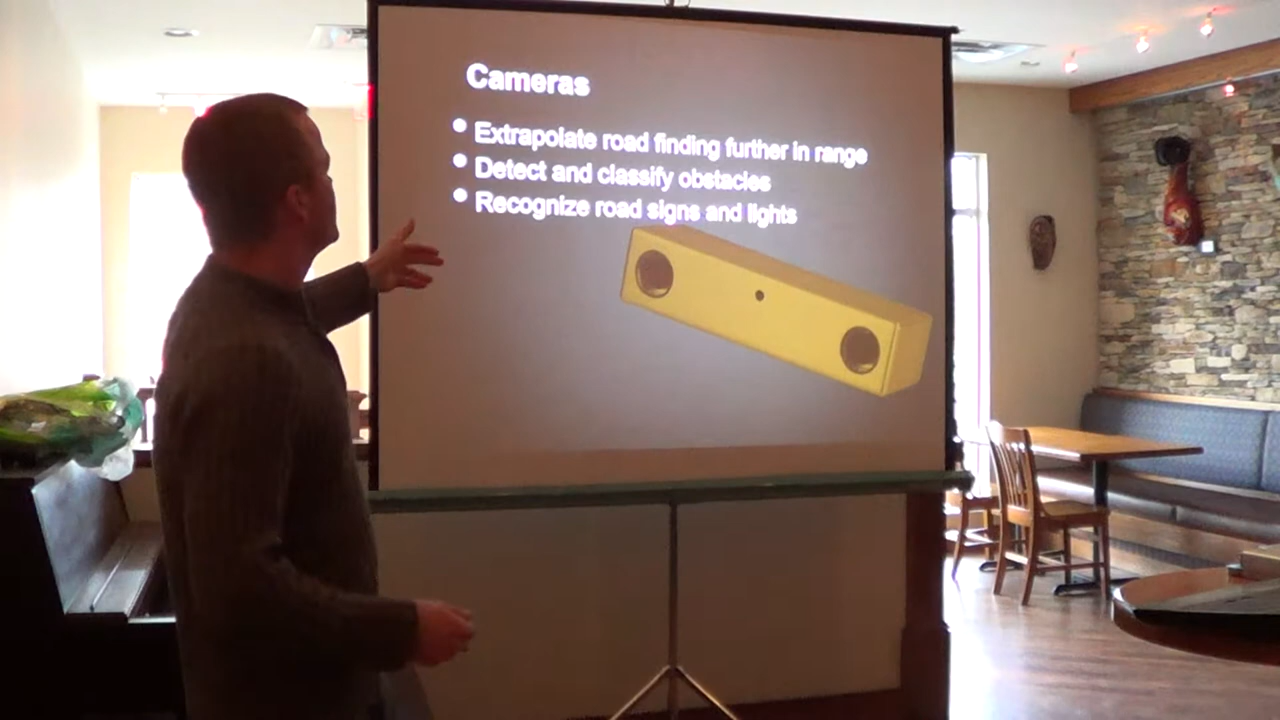 Cameras
Extrapolate road finding further in range
Detect and classify obstacles
Recognize road signs and lights